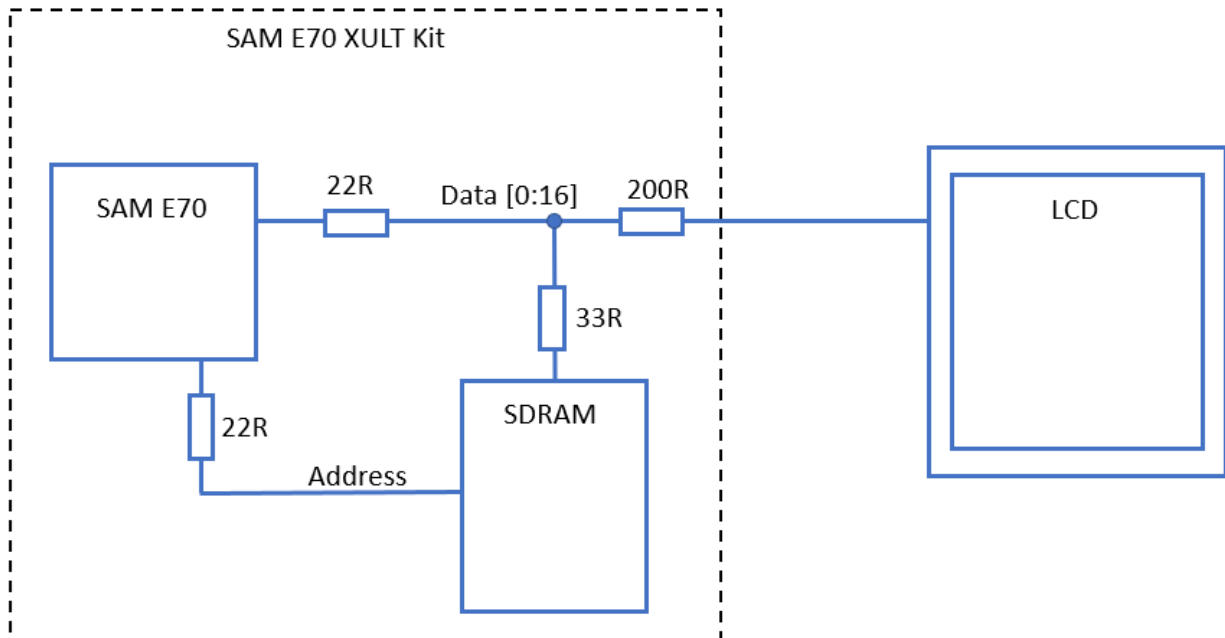 SAM E70 XULT Kit
SAM E70
22R
Data [0:16]
200R
LCD
33R
22R
SDRAM
Address